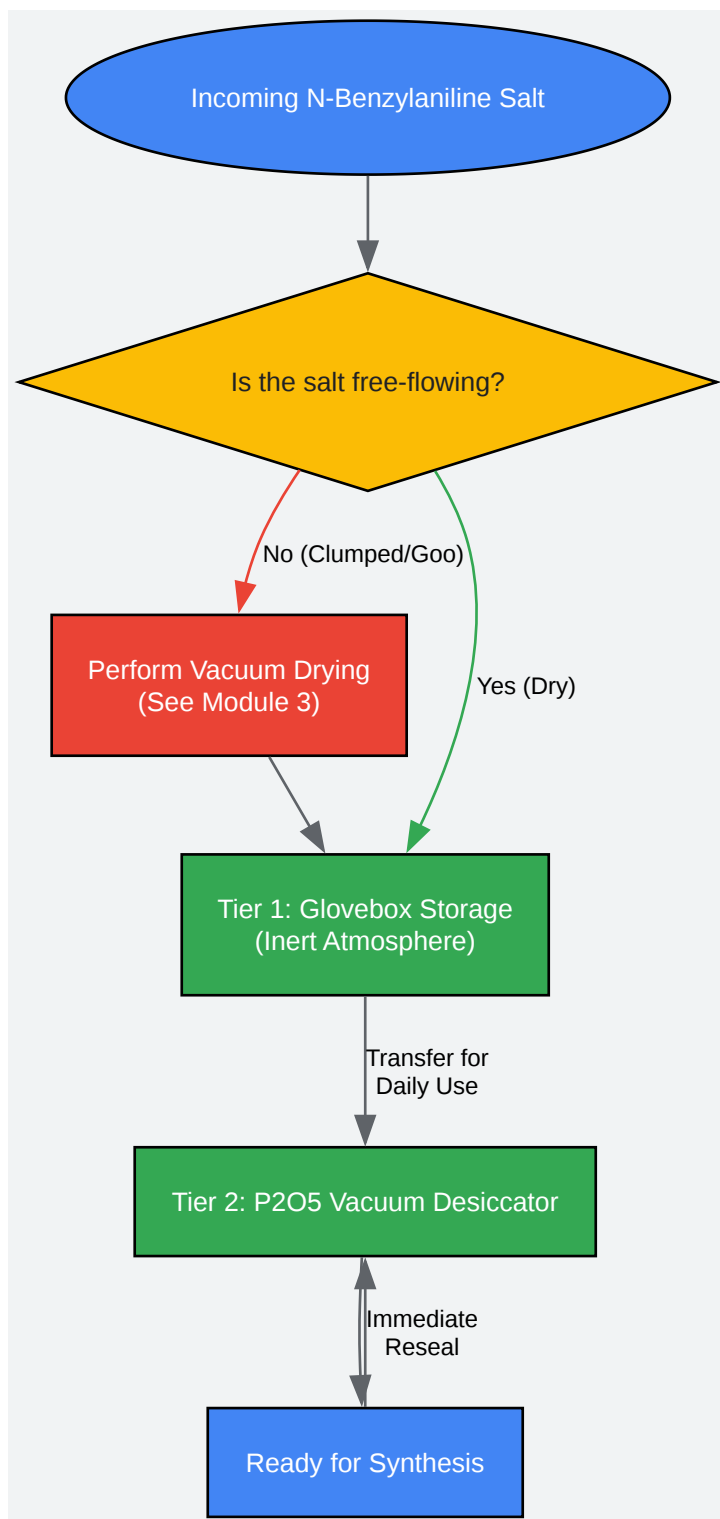 Incoming N-Benzylaniline Salt
Is the salt free-flowing?
No (Clumped/Goo)
Perform Vacuum Drying
(See Module 3)
Yes (Dry)
Tier 1: Glovebox Storage
(Inert Atmosphere)
Transfer for
Daily Use
Tier 2: P2O5 Vacuum Desiccator
Immediate
Reseal
Ready for Synthesis